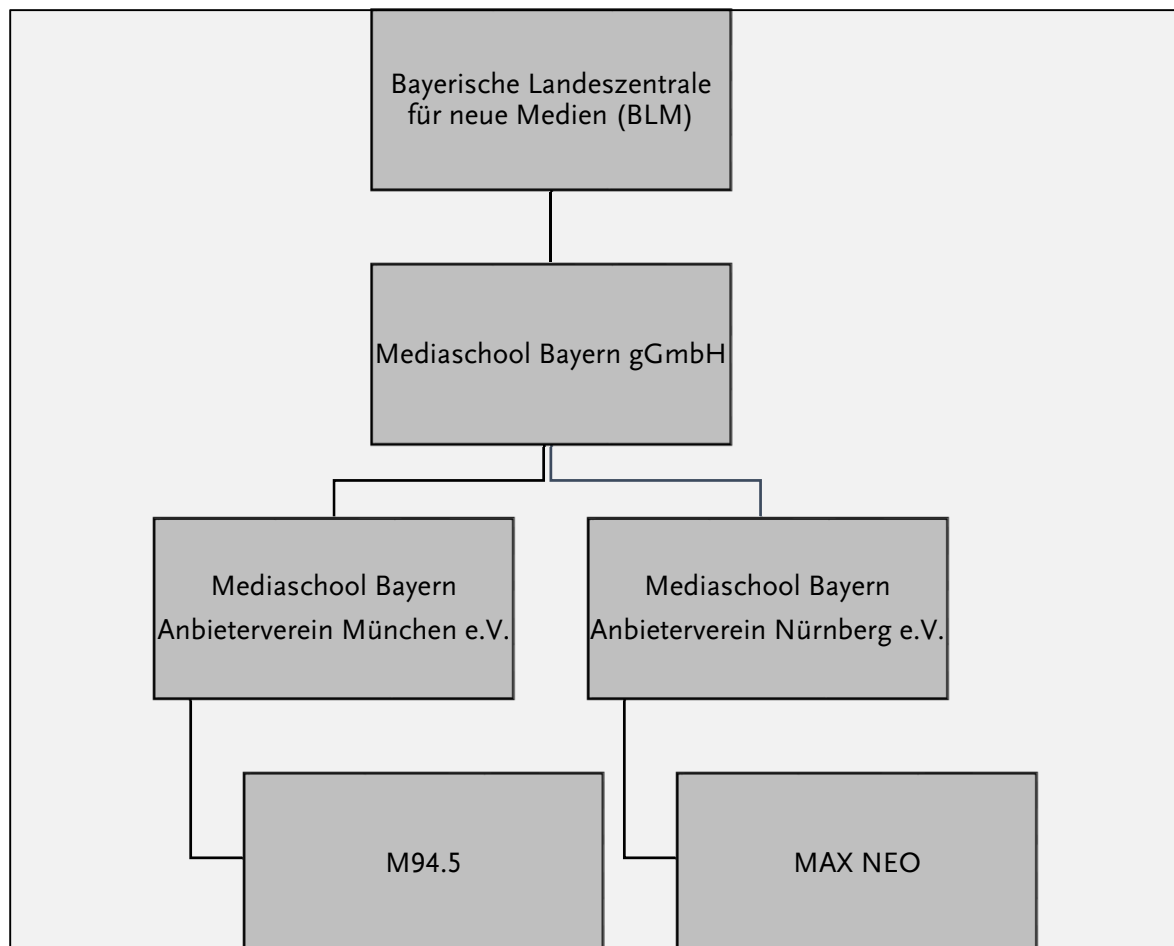 Bayerische Landeszentrale
für neue Medien (BLM)
Mediaschool Bayern gGmbH
Mediaschool Bayern
Anbieterverein München e.V.
Mediaschool Bayern
Anbieterverein Nürnberg e.V.
M94.5
MAX NEO